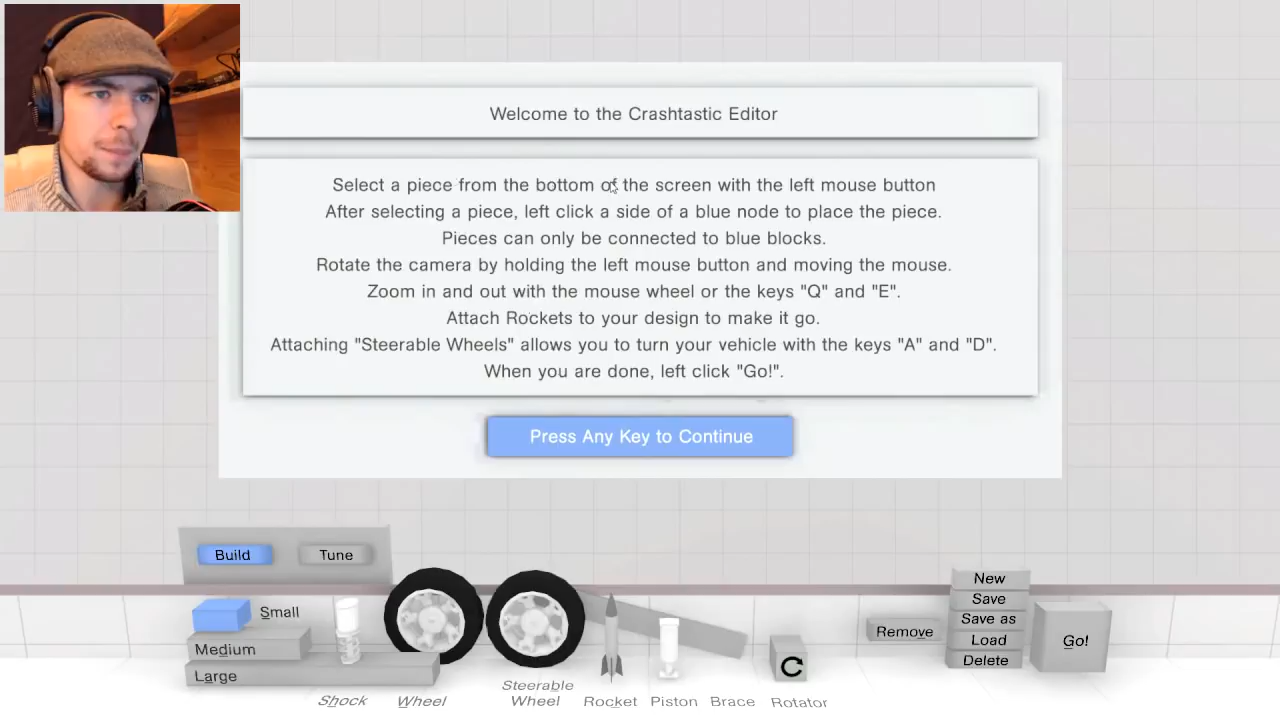 Welcome to the Crashtastic Editor
Select a piece from the bottom of the screen with the left mouse button
After selecting a piece, left click a side of a blue node to place the piece.
Pieces can only be connected to blue blocks.
Rotate the camera by holding the left mouse button and moving the mouse.
Zoom in and out with the mouse wheel or the keys "Q" and "E".
Attach Rockets to your design to make it go.
Attaching "Steerable Wheels" allows you to turn your vehicle with the keys "A" and "D".
When you are done, left click "Go!".
Press Any Key to Continue
Build
Tune
Small
Medium
Large
Shock
Wheel
Steerable
Wheel
Rocket
Piston
Brace
Rotator
Remove
New
Save
Save as
Load
Delete
Go!